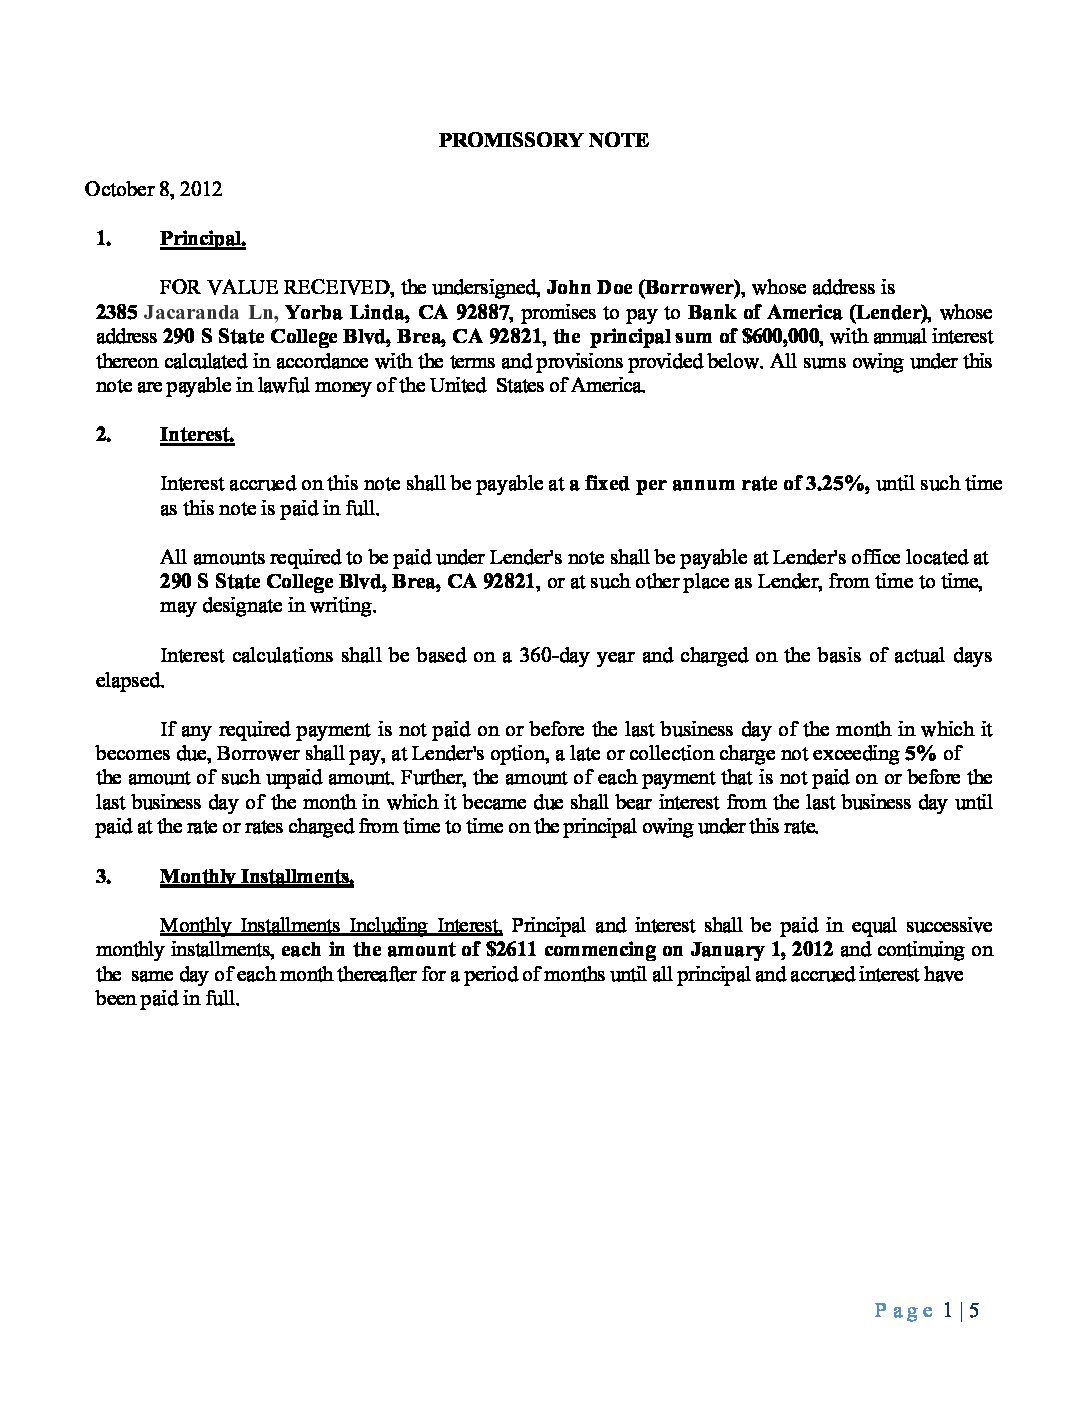 PROMISSORY NOTE
October 8, 2012
1. Principal.
FOR VALUE RECEIVED, the undersigned, John Doe (Borrower), whose address is
2385 Jacaranda Ln, Yorba Linda, CA 92887, promises to pay to Bank of America (Lender), whose
address 290 S State College Blvd, Brea, CA 92821, the principal sum of $600,000, with annual interest
thereon calculated in accordance with the terms and provisions provided below. All sums owing under this
note are payable in lawful money of the United States of America.
2. Interest.
Interest accrued on this note shall be payable at a fixed per annum rate of 3.25%, until such time
as this note is paid in full.
All amounts required to be paid under Lender's note shall be payable at Lender's office located at
290 S State College Blvd, Brea, CA 92821, or at such other place as Lender, from time to time,
may designate in writing.
Interest calculations shall be based on a 360-day year and charged on the basis of actual days
elapsed.
If any required payment is not paid on or before the last business day of the month in which it
becomes due, Borrower shall pay, at Lender's option, a late or collection charge not exceeding 5% of
the amount of such unpaid amount. Further, the amount of each payment that is not paid on or before the
last business day of the month in which it became due shall bear interest from the last business day until
paid at the rate or rates charged from time to time on the principal owing under this rate.
3. Monthly Installments.
Monthly Installments Including Interest. Principal and interest shall be paid in equal successive
monthly installments, each in the amount of $2611 commencing on January 1, 2012 and continuing on
the same day of each month thereafter for a period of months until all principal and accrued interest have
been paid in full.
Page 1 | 5